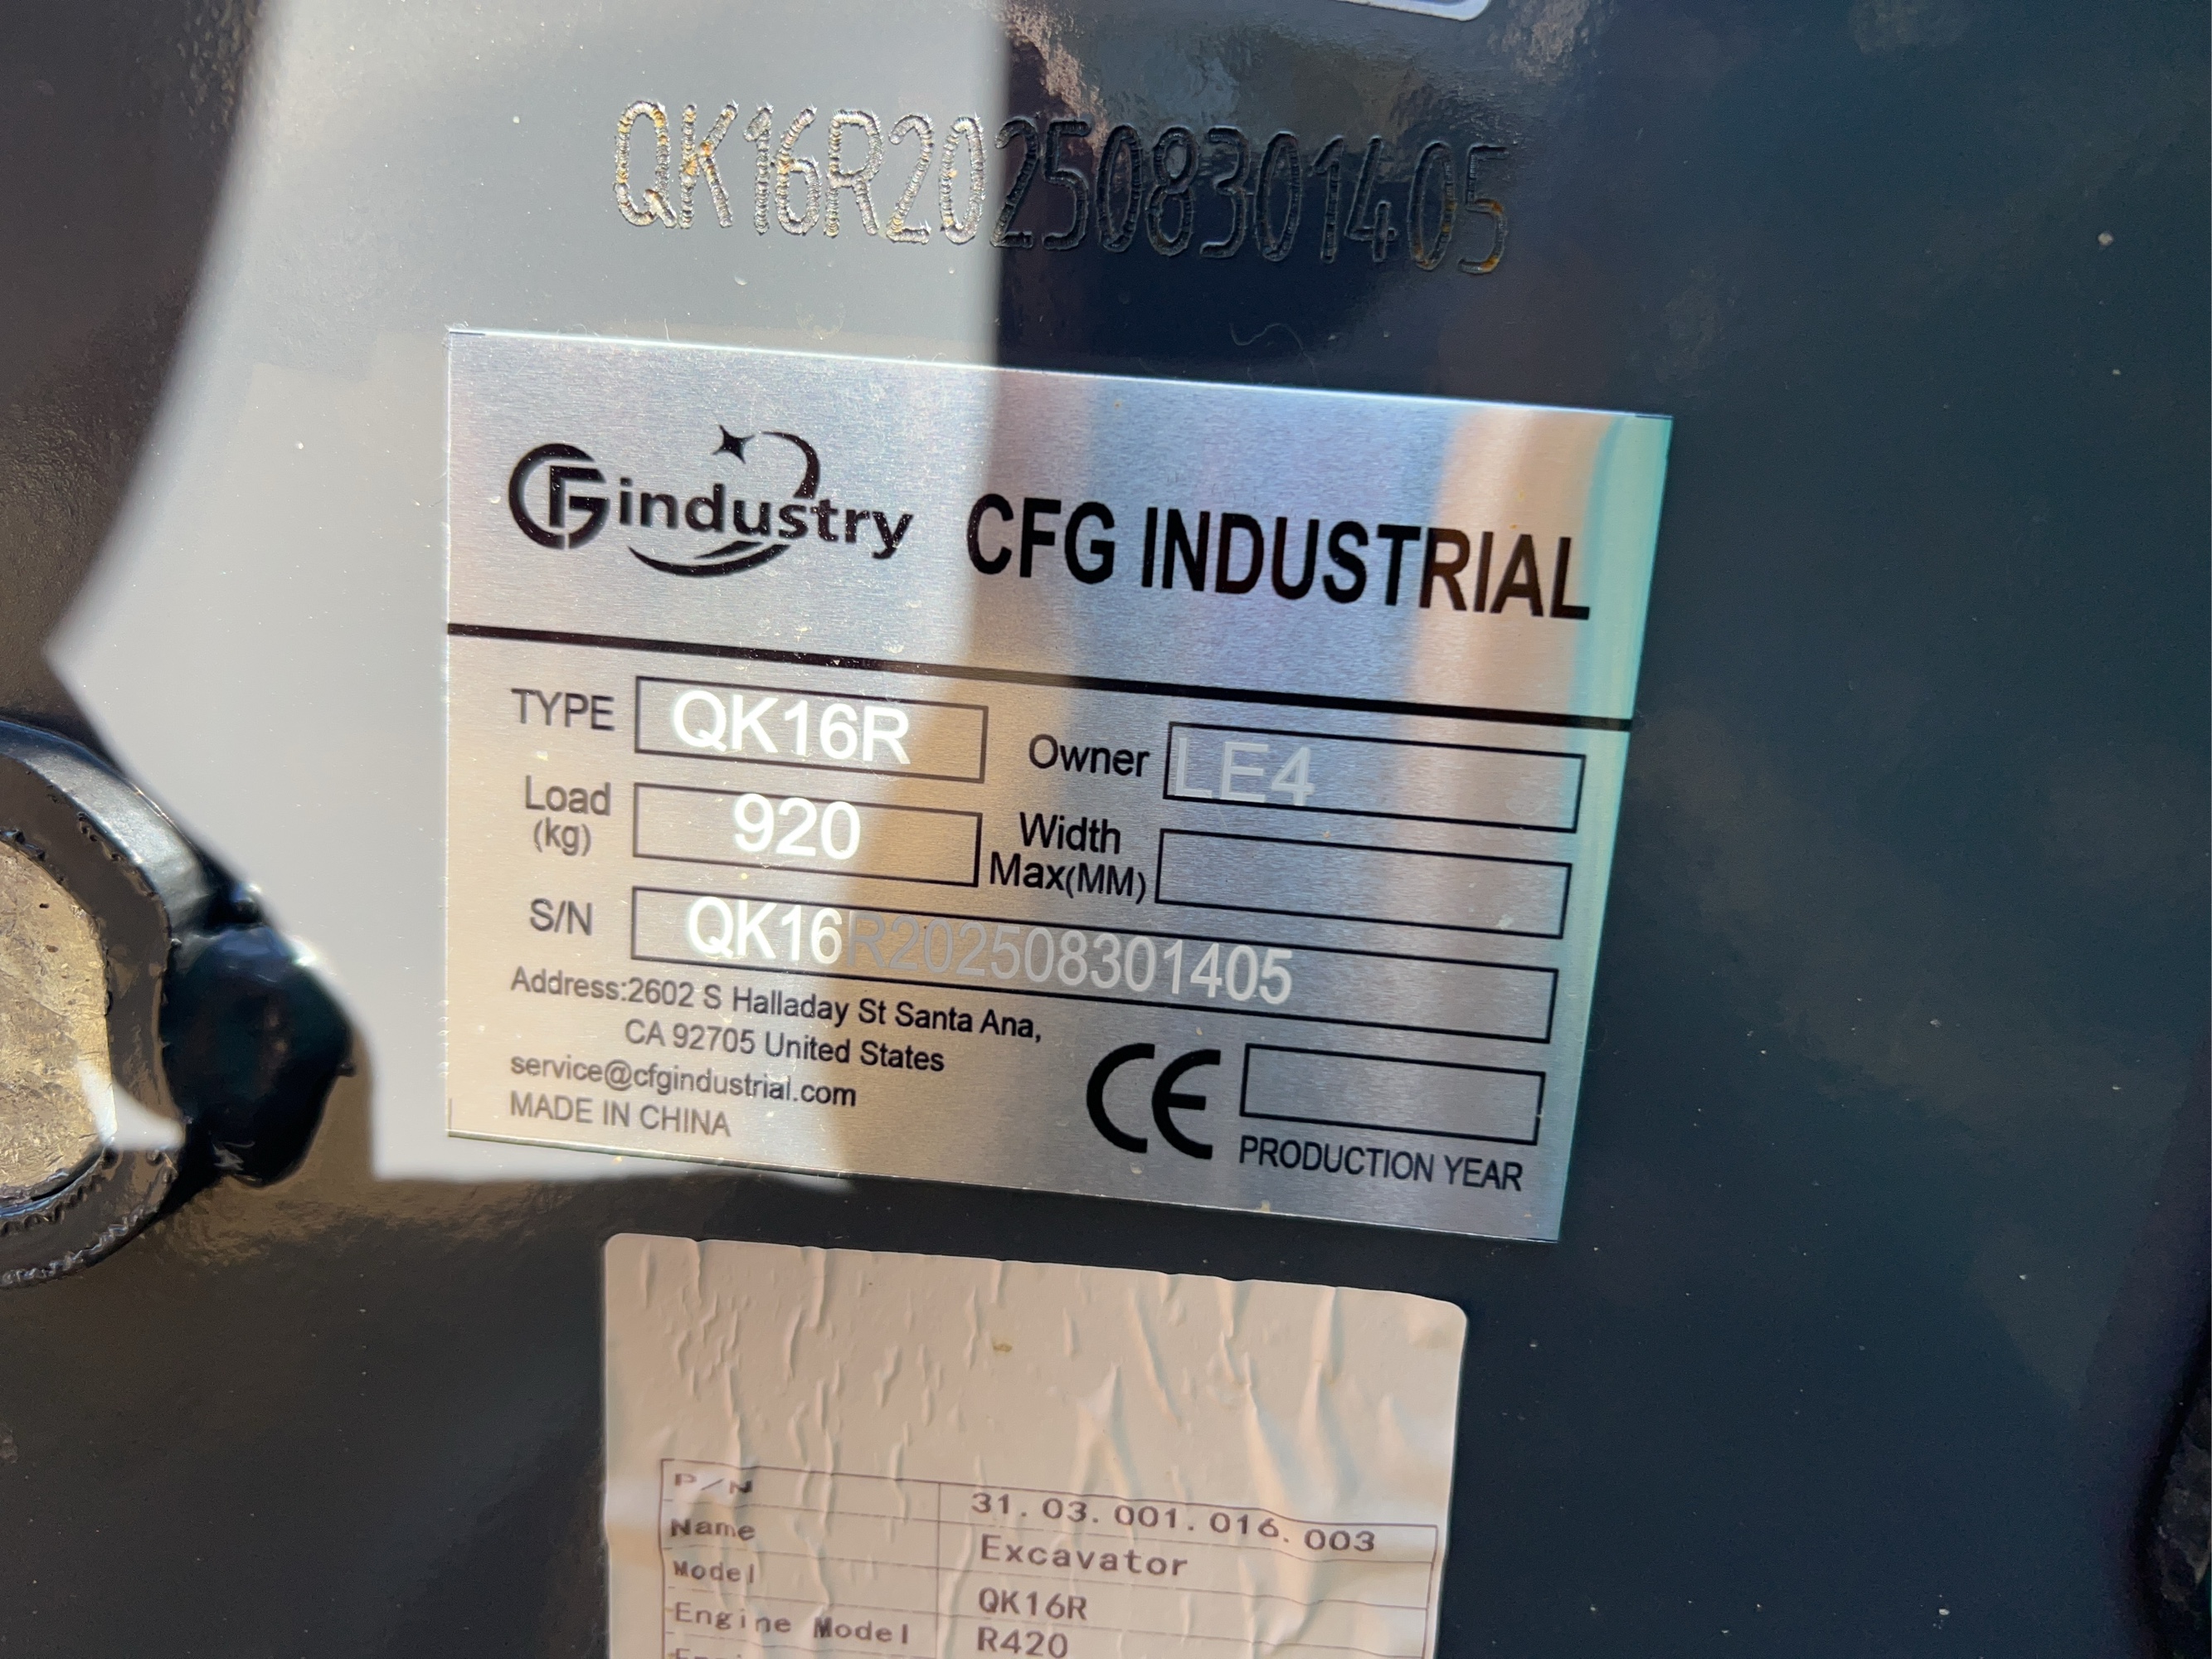 QK16R202508301405
CFG industry CFG INDUSTRIAL
TYPE QK16R Owner LE4
Load (kg) 920 Width Max(MM)
S/N QK16R202508301405
Address:2602 S Halladay St Santa Ana,
CA 92705 United States
service@cfgindustrial.com
MADE IN CHINA
CE
PRODUCTION YEAR
P/N 31.03.001.016.003
Name Excavator
Model QK16R
Engine Model R420